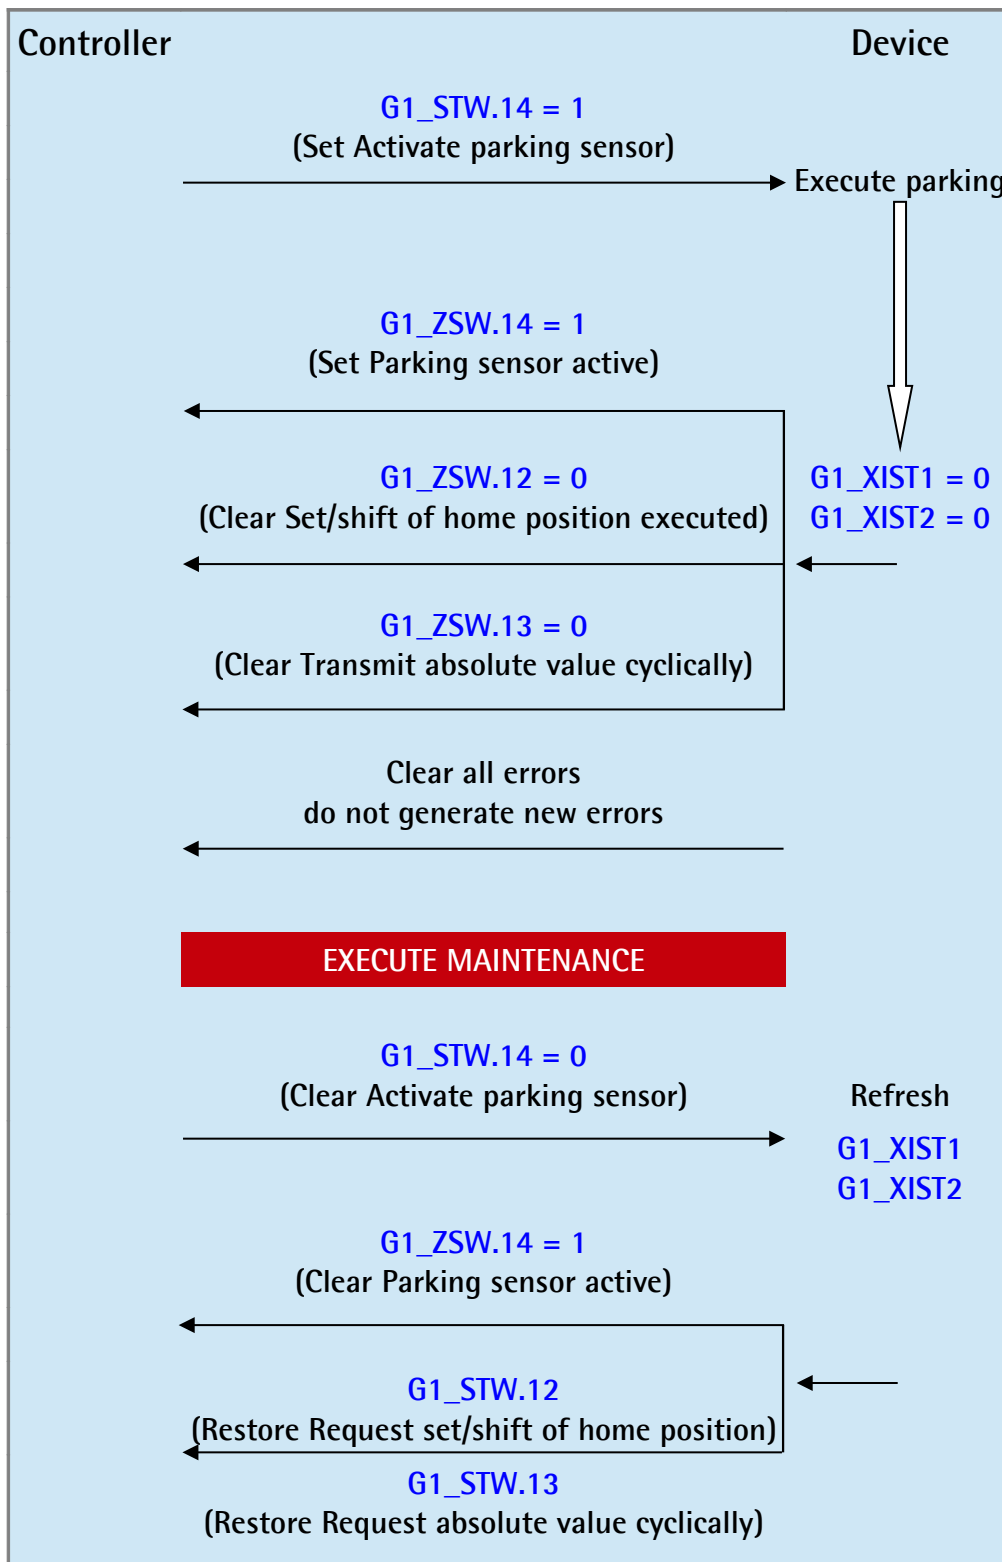 Controller
Device
G1_STW.14 = 1
(Set Activate parking sensor)
Execute parking
G1_ZSW.14 = 1
(Set Parking sensor active)
G1_ZSW.12 = 0
(Clear Set/shift of home position executed)
G1_XIST1 = 0
G1_XIST2 = 0
G1_ZSW.13 = 0
(Clear Transmit absolute value cyclically)
Clear all errors
do not generate new errors
EXECUTE MAINTENANCE
G1_STW.14 = 0
(Clear Activate parking sensor)
Refresh
G1_XIST1
G1_XIST2
G1_ZSW.14 = 1
(Clear Parking sensor active)
G1_STW.12
(Restore Request set/shift of home position)
G1_STW.13
(Restore Request absolute value cyclically)